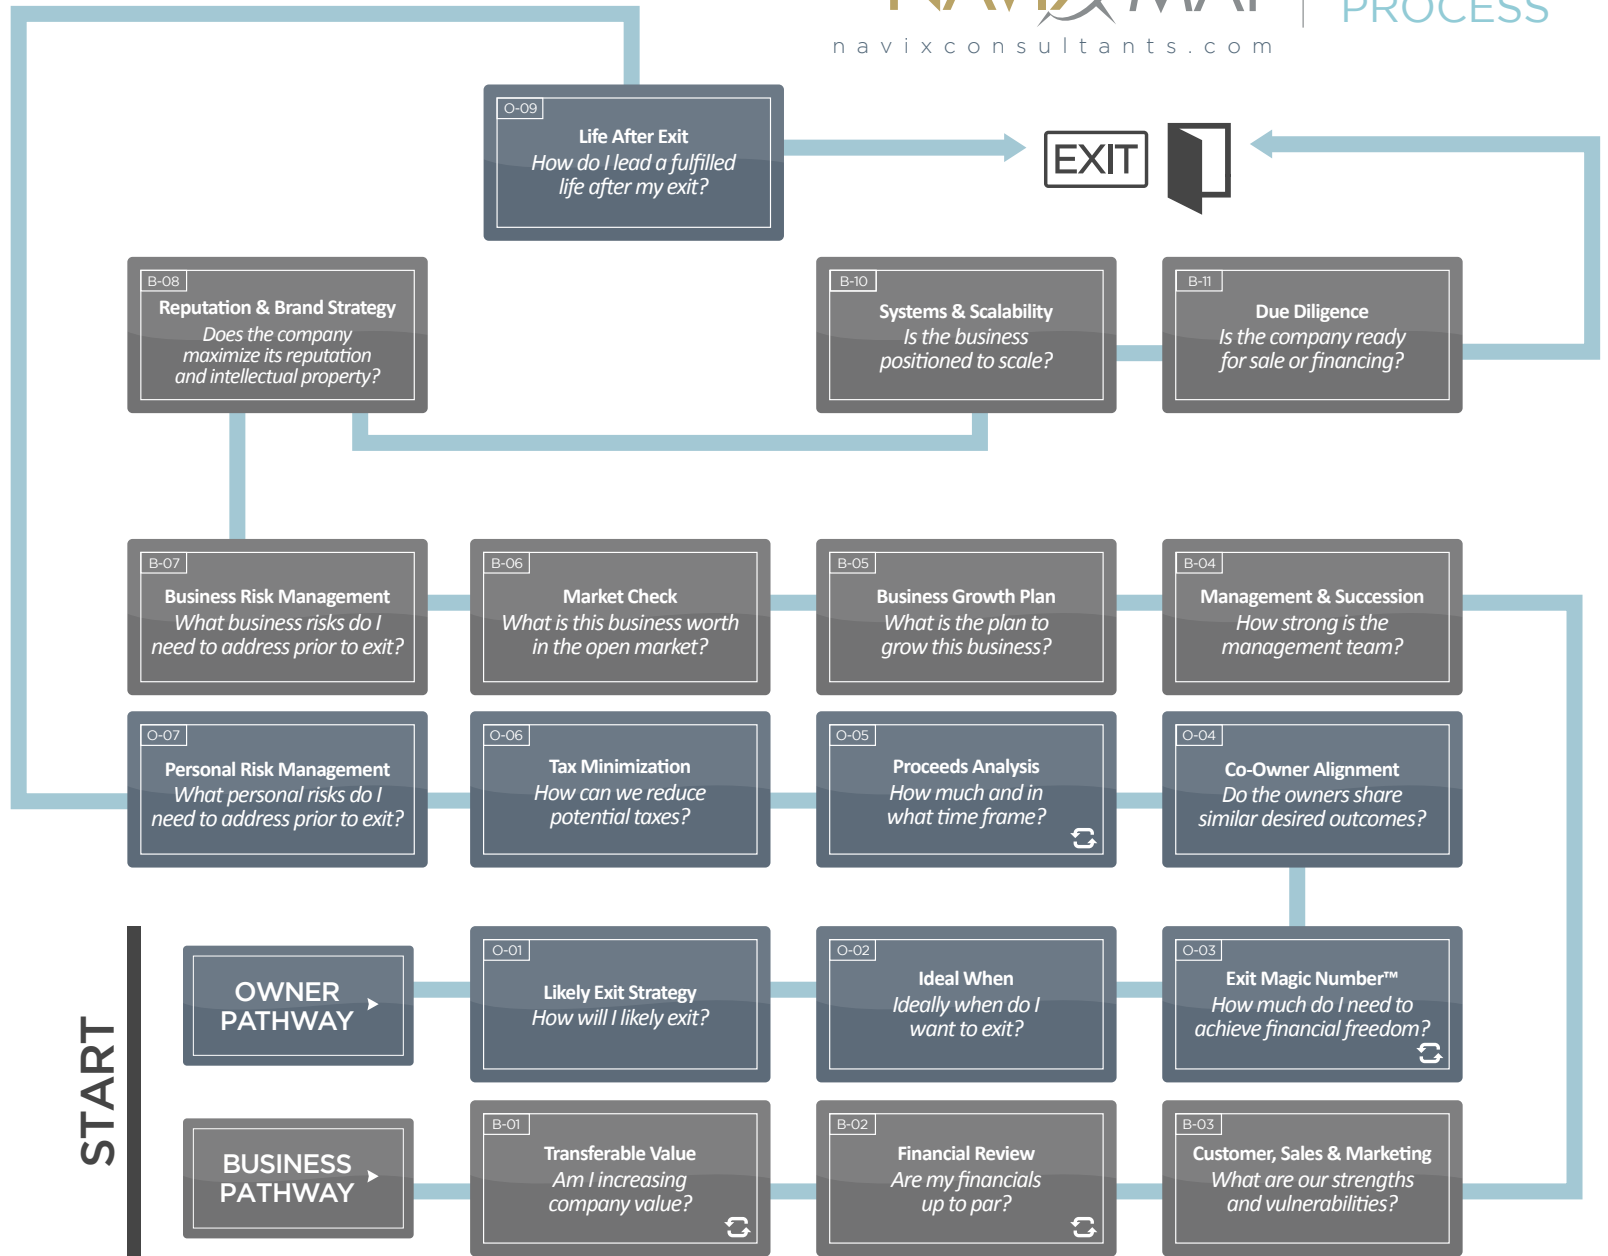 NAVIX MAP
PROCESS
navixconsultants.com
O-09
Life After Exit
How do I lead a fulfilled
life after my exit?
EXIT
B-08
Reputation & Brand Strategy
Does the company
maximize its reputation
and intellectual property?
B-10
Systems & Scalability
Is the business
positioned to scale?
B-11
Due Diligence
Is the company ready
for sale or financing?
B-07
Business Risk Management
What business risks do I
need to address prior to exit?
B-06
Market Check
What is this business worth
in the open market?
B-05
Business Growth Plan
What is the plan to
grow this business?
B-04
Management & Succession
How strong is the
management team?
O-07
Personal Risk Management
What personal risks do I
need to address prior to exit?
O-06
Tax Minimization
How can we reduce
potential taxes?
O-05
Proceeds Analysis
How much and in
what time frame?
O-04
Co-Owner Alignment
Do the owners share
similar desired outcomes?
START
OWNER
PATHWAY
O-01
Likely Exit Strategy
How will I likely exit?
O-02
Ideal When
Ideally when do I
want to exit?
O-03
Exit Magic Number™
How much do I need to
achieve financial freedom?
BUSINESS
PATHWAY
B-01
Transferable Value
Am I increasing
company value?
B-02
Financial Review
Are my financials
up to par?
B-03
Customer, Sales & Marketing
What are our strengths
and vulnerabilities?